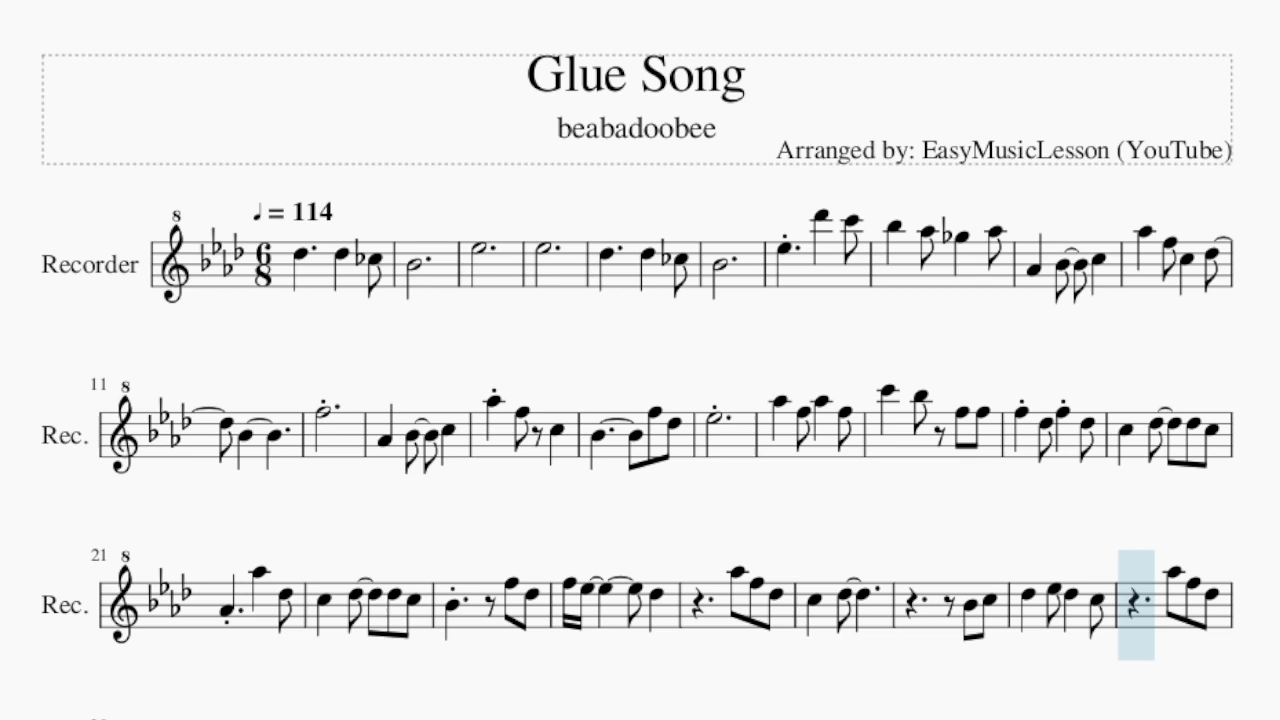 Glue Song
beabadoobee
Arranged by: EasyMusicLesson (YouTube)
8
♩ = 114
Recorder
6
8
11
8
Rec.
21
8
Rec.